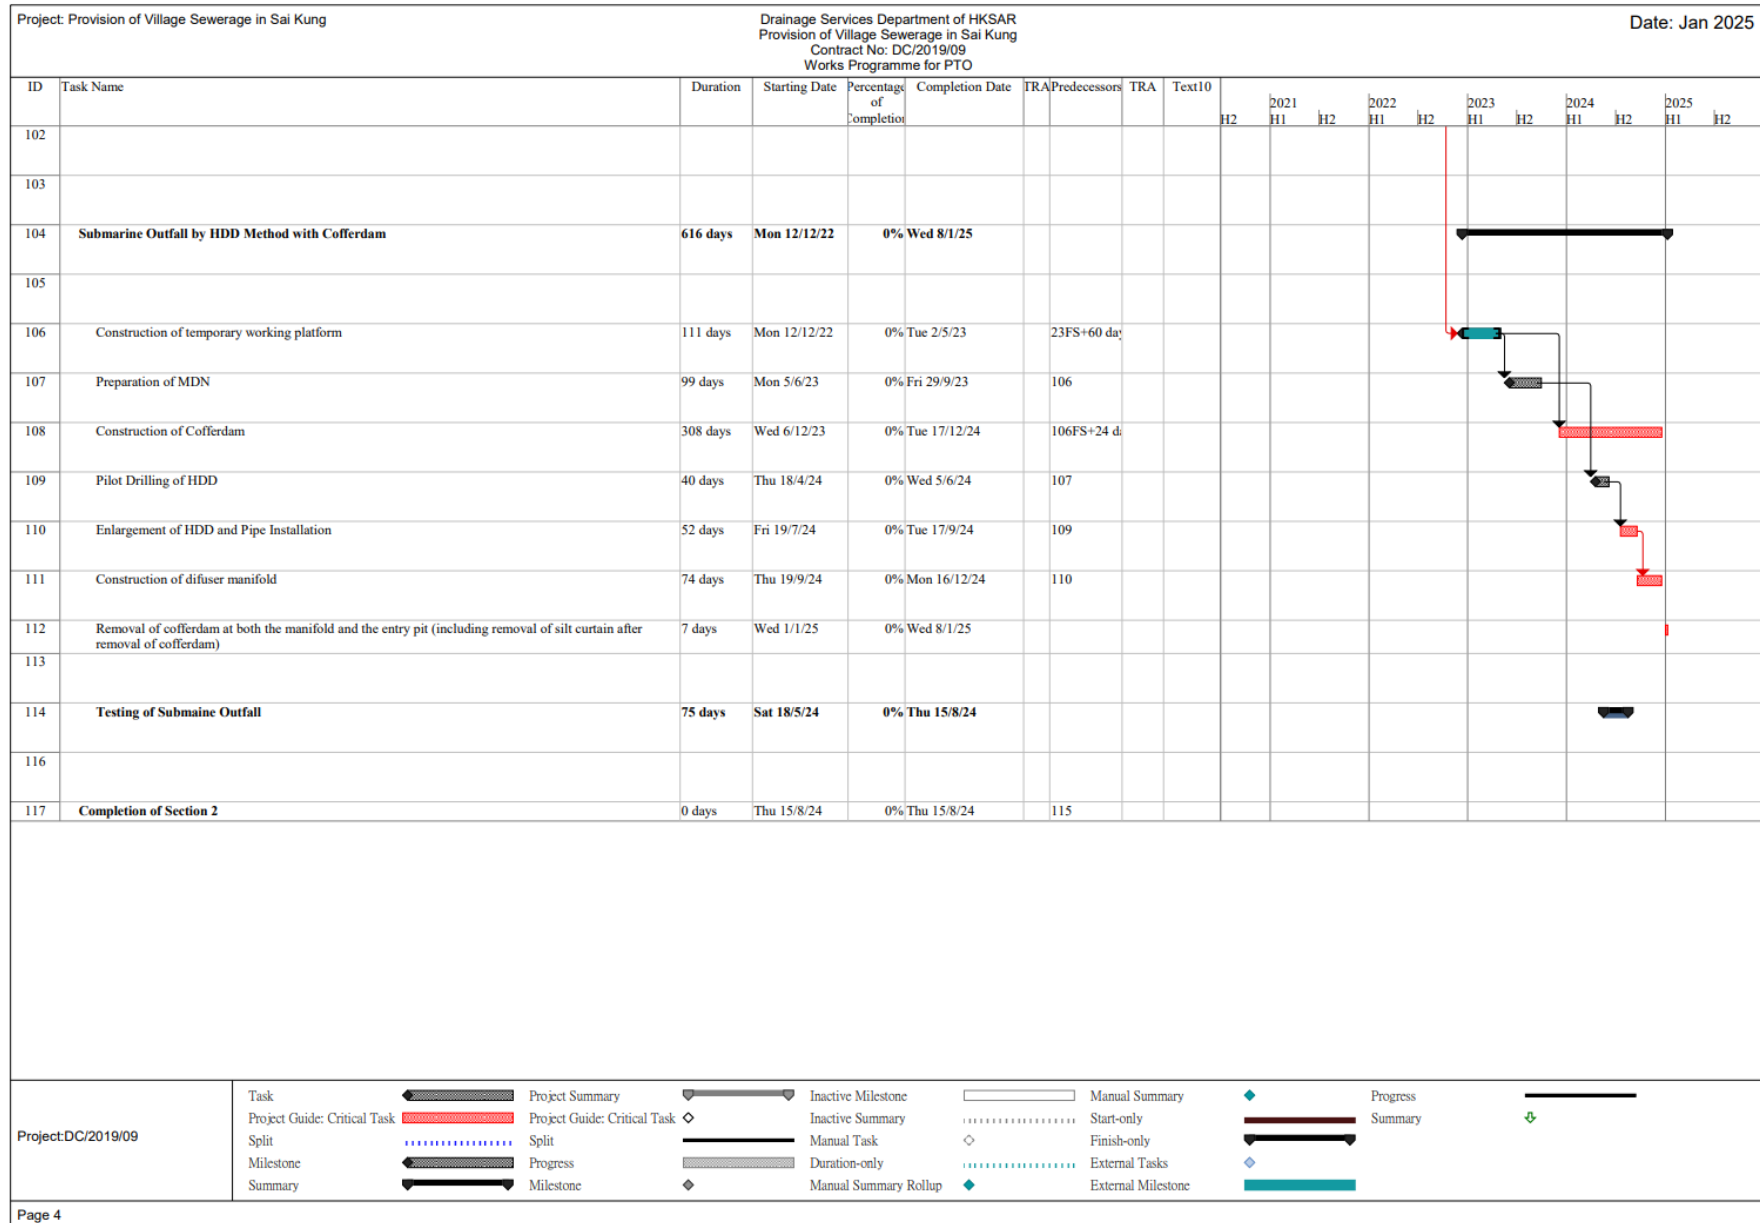 Project: Provision of Village Sewerage in Sai Kung
Drainage Services Department of HKSAR
Provision of Village Sewerage in Sai Kung
Contract No: DC/2019/09
Works Programme for PTO
Date: Jan 2025
ID Task Name Duration Starting Date Percentage of Completion Completion Date TRA Predecessors TRA Text10
2021 2022 2023 2024 2025
H2 H1 H2 H1 H2 H1 H2 H1 H2 H1 H2
102
103
104 Submarine Outfall by HDD Method with Cofferdam 616 days Mon 12/12/22 0% Wed 8/1/25
105
106 Construction of temporary working platform 111 days Mon 12/12/22 0% Tue 2/5/23 23FS+60 day
107 Preparation of MDN 99 days Mon 5/6/23 0% Fri 29/9/23 106
108 Construction of Cofferdam 308 days Wed 6/12/23 0% Tue 17/12/24 106FS+24 da
109 Pilot Drilling of HDD 40 days Thu 18/4/24 0% Wed 5/6/24 107
110 Enlargement of HDD and Pipe Installation 52 days Fri 19/7/24 0% Tue 17/9/24 109
111 Construction of difuser manifold 74 days Thu 19/9/24 0% Mon 16/12/24 110
112 Removal of cofferdam at both the manifold and the entry pit (including removal of silt curtain after 7 days Wed 1/1/25 0% Wed 8/1/25
removal of cofferdam)
113
114 Testing of Submaine Outfall 75 days Sat 18/5/24 0% Thu 15/8/24
116
117 Completion of Section 2 0 days Thu 15/8/24 0% Thu 15/8/24 115
Project:DC/2019/09
Task Project Summary Inactive Milestone Manual Summary Progress
Project Guide: Critical Task Project Guide: Critical Task Inactive Summary Start-only Summary
Split Split Manual Task Finish-only
Milestone Progress Duration-only External Tasks
Summary Milestone Manual Summary Rollup External Milestone
Page 4